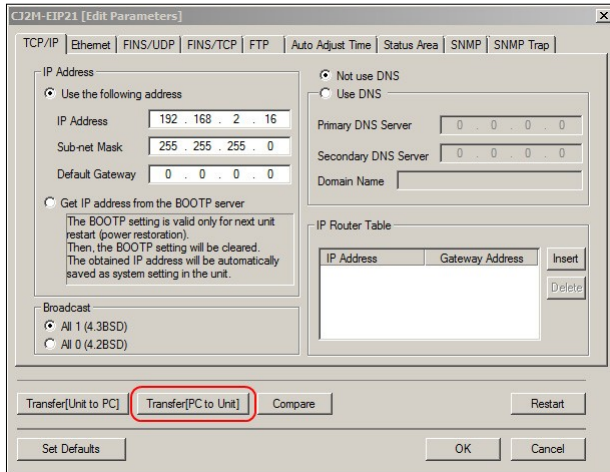 CJ2M-EIP21 [Edit Parameters]
TCP/IP Ethernet FINS/UDP FINS/TCP FTP Auto Adjust Time Status Area SNMP SNMP Trap
IP Address
Use the following address
IP Address 192 . 168 . 2 . 16
Sub-net Mask 255 . 255 . 255 . 0
Default Gateway 0 . 0 . 0 . 0
Get IP address from the BOOTP server
The BOOTP setting is valid only for next unit
restart (power restoration).
Then, the BOOTP setting will be cleared.
The obtained IP address will be automatically
saved as system setting in the unit.
Broadcast
All 1 (4.3BSD)
All 0 (4.2BSD)
Not use DNS
Use DNS
Primary DNS Server 0 . 0 . 0 . 0
Secondary DNS Server 0 . 0 . 0 . 0
Domain Name
IP Router Table
IP Address Gateway Address Insert
Delete
Transfer[Unit to PC] Transfer[PC to Unit] Compare Restart
Set Defaults OK Cancel